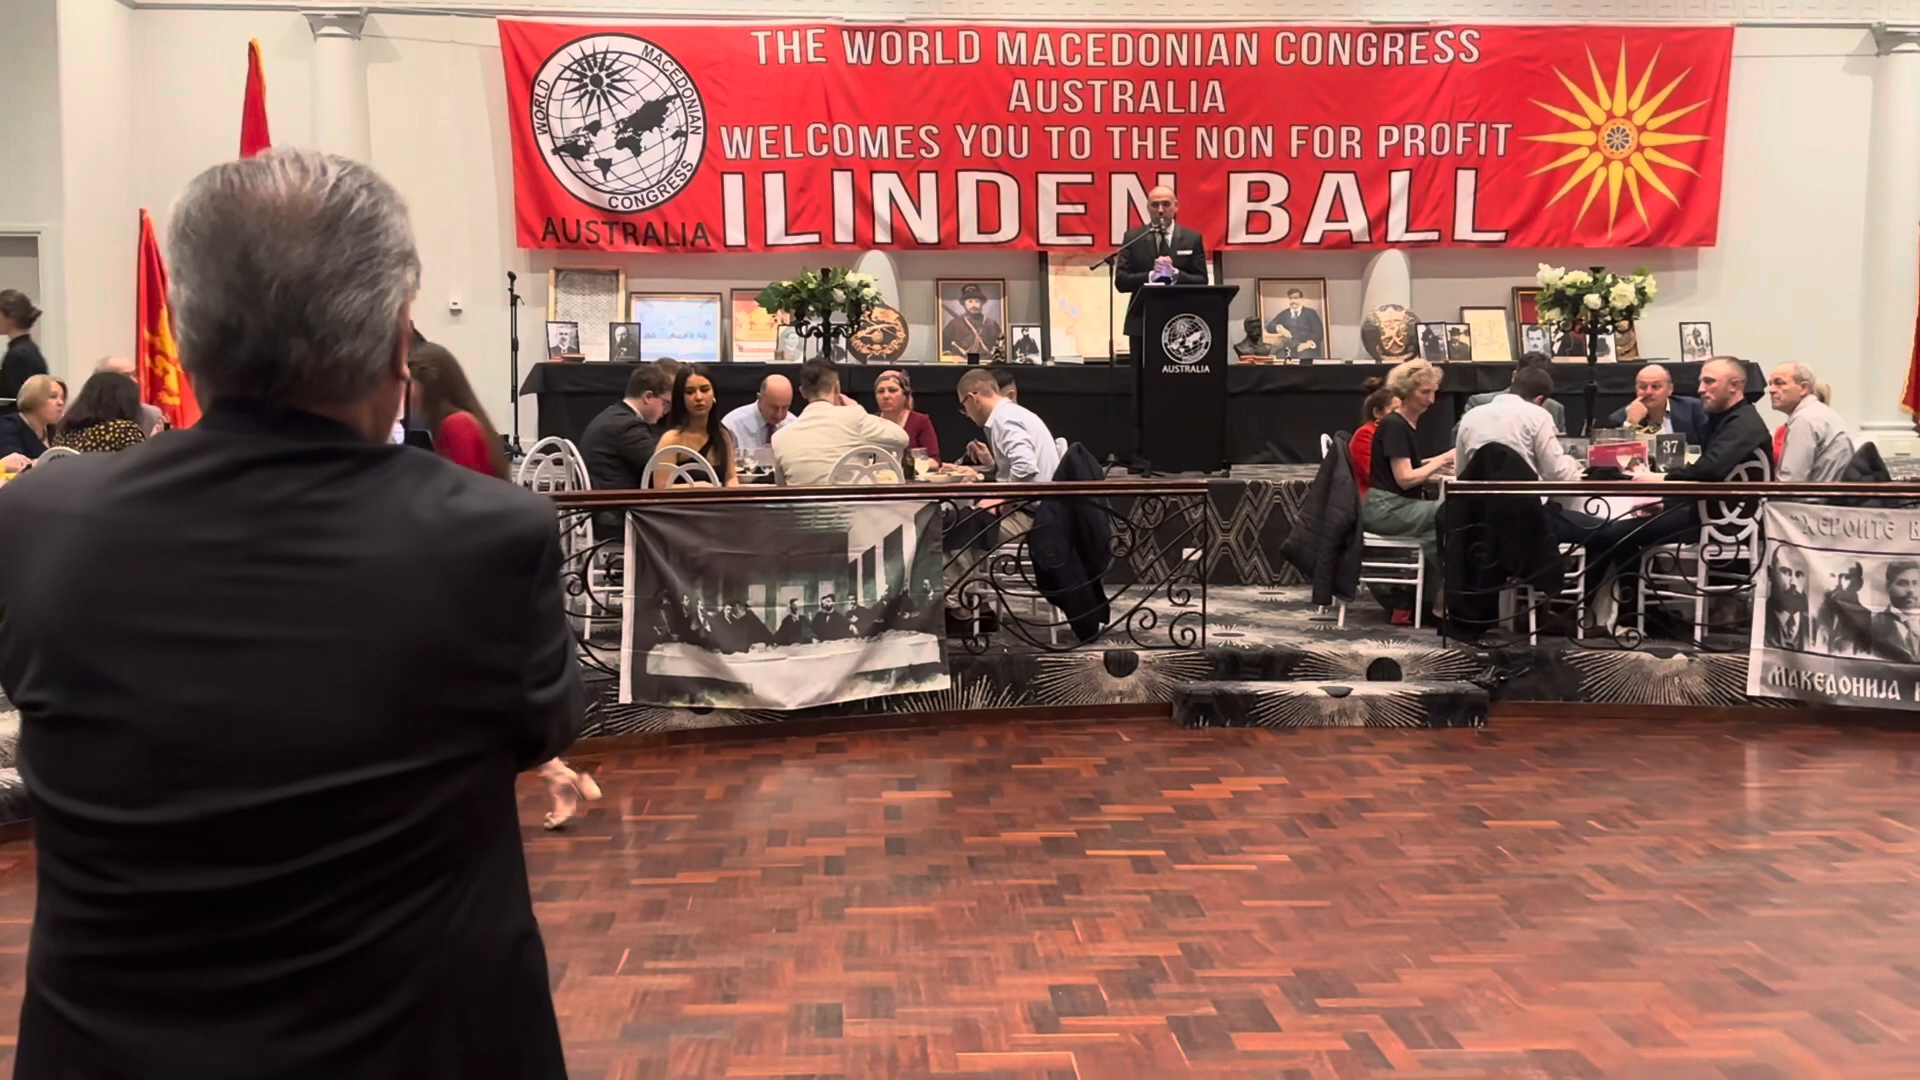 THE WORLD MACEDONIAN CONGRESS
AUSTRALIA
WELCOMES YOU TO THE NON FOR PROFIT
ILINDEN BALL
WORLD MACEDONIAN CONGRESS
AUSTRALIA
AUSTRALIA
37
"ХЕРОИТЕ
МАКЕДОНИЈА